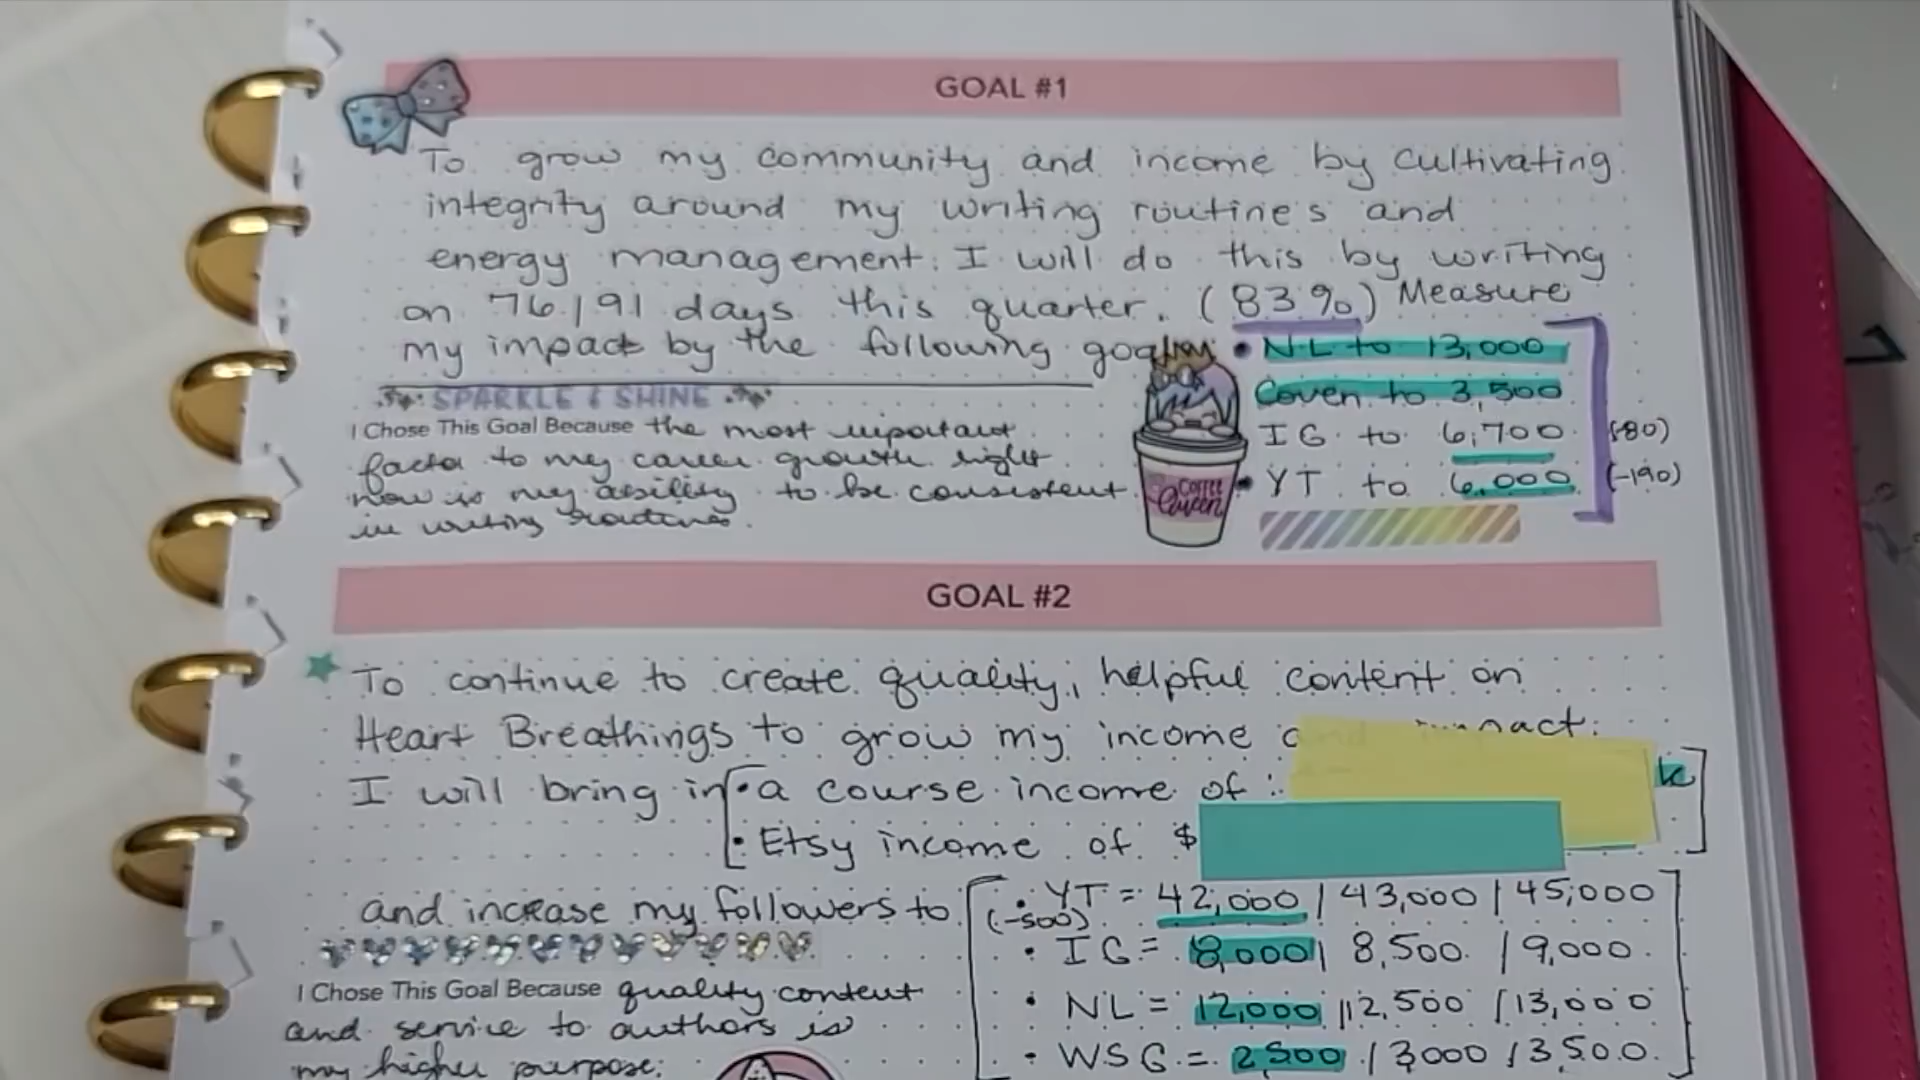 GOAL #1
To grow my community and income by cultivating
integrity around my writing routines and
energy management. I will do this by writing
on 76/91 days this quarter. (83%) Measure
my impact by the following
• NL to 13,000
Coven to 3,500
IG to 6,700 (-80)
• YT to 6,000 (-190)
SPARKLE & SHINE
I Chose This Goal Because the most important
factor to my career growth right
now is my ability to be consistent
in writing routines.
COFFEE Queen
GOAL #2
To continue to create quality, helpful content on
Heart Breathings to grow my income
I will bring in • a course income of : k
• Etsy income of $
and increase my followers to
• YT = 42,000 / 43,000 / 45,000
(-500)
• IG = 8,000 / 8,500 / 9,000
• NL = 12,000 / 12,500 / 13,000
• WSG = 2,500 / 3000 / 3,500
I Chose This Goal Because quality content
and service to authors is
my higher purpose.